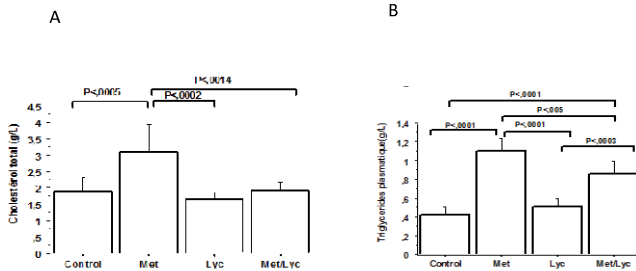 A
P<,0014
P<,0005
P<,0002
Cholestérol total (g/L)
4.5
4
3.5
3
2.5
2
1.5
1
.5
0
Control Met Lyc Met/Lyc
B
P<,0001
P<,005
P<,0001 P<,0001 P<,0003
Triglycerides plasmatique(g/L)
1,4
1,2
1
,8
,6
,4
,2
0
Control Met Lyc Met/Lyc